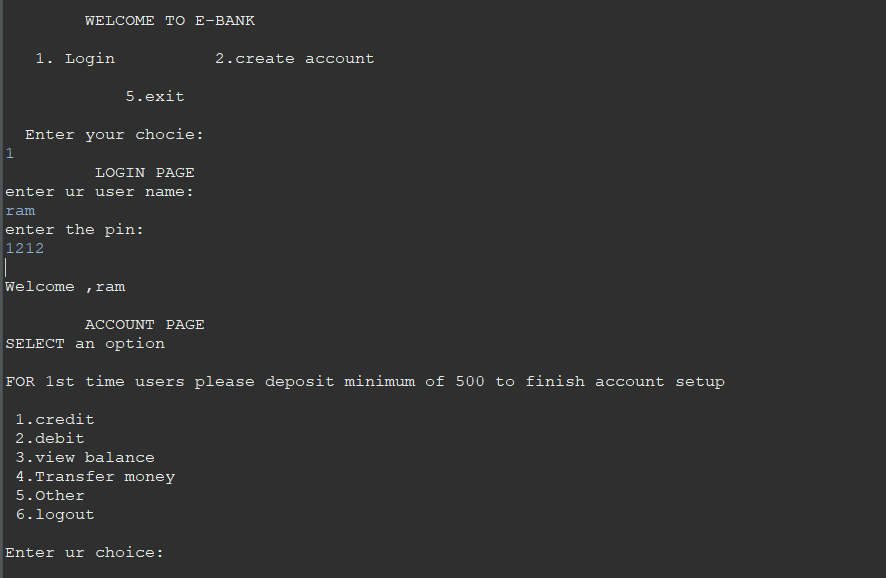 WELCOME TO E-BANK
1. Login 2.create account
5.exit
Enter your chocie:
1
LOGIN PAGE
enter ur user name:
ram
enter the pin:
1212
Welcome ,ram
ACCOUNT PAGE
SELECT an option
FOR 1st time users please deposit minimum of 500 to finish account setup
1.credit
2.debit
3.view balance
4.Transfer money
5.Other
6.logout
Enter ur choice: